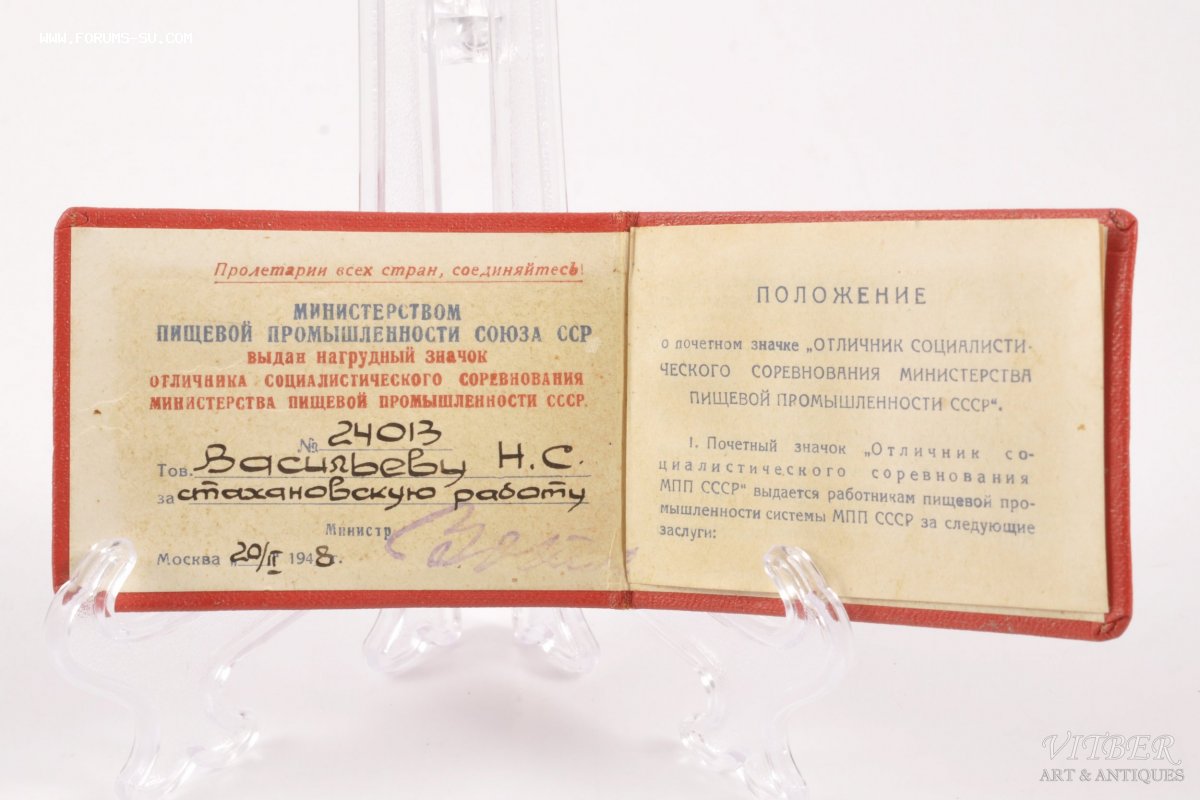 WWW.FORUMS-SU.COM
Пролетарии всех стран, соединяйтесь!
МИНИСТЕРСТВОМ
ПИЩЕВОЙ ПРОМЫШЛЕННОСТИ СОЮЗА ССР
ВЫДАН НАГРУДНЫЙ ЗНАЧОК
ОТЛИЧНИКА СОЦИАЛИСТИЧЕСКОГО СОРЕВНОВАНИЯ
МИНИСТЕРСТВА ПИЩЕВОЙ ПРОМЫШЛЕННОСТИ СССР.
№ 24013
Тов. Васильеву Н.С.
за стахановскую работу
Министр
Москва 20/II 1948 г.
ПОЛОЖЕНИЕ
о почетном значке „ОТЛИЧНИК СОЦИАЛИСТИ-
ЧЕСКОГО СОРЕВНОВАНИЯ МИНИСТЕРСТВА
ПИЩЕВОЙ ПРОМЫШЛЕННОСТИ СССР".
1. Почетный значок „Отличник со-
циалистического соревнования
МПП СССР" выдается работникам пищевой про-
мышленности системы МПП СССР за следующие
заслуги:
VITBER
ART & ANTIQUES